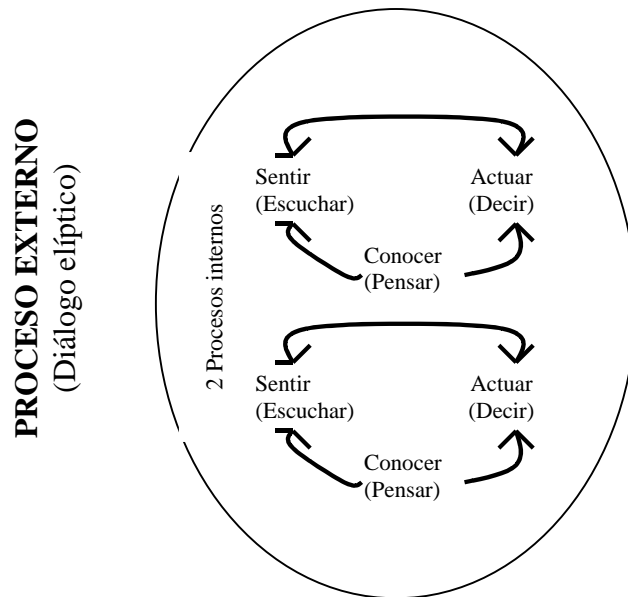 PROCESO EXTERNO
(Diálogo elíptico)
2 Procesos internos
Sentir
(Escuchar)
Actuar
(Decir)
Conocer
(Pensar)
Sentir
(Escuchar)
Actuar
(Decir)
Conocer
(Pensar)